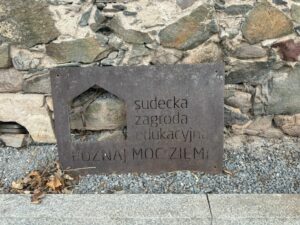 sudecka
zagroda
edukacyjna
POZNAJ MOC ZIEMI